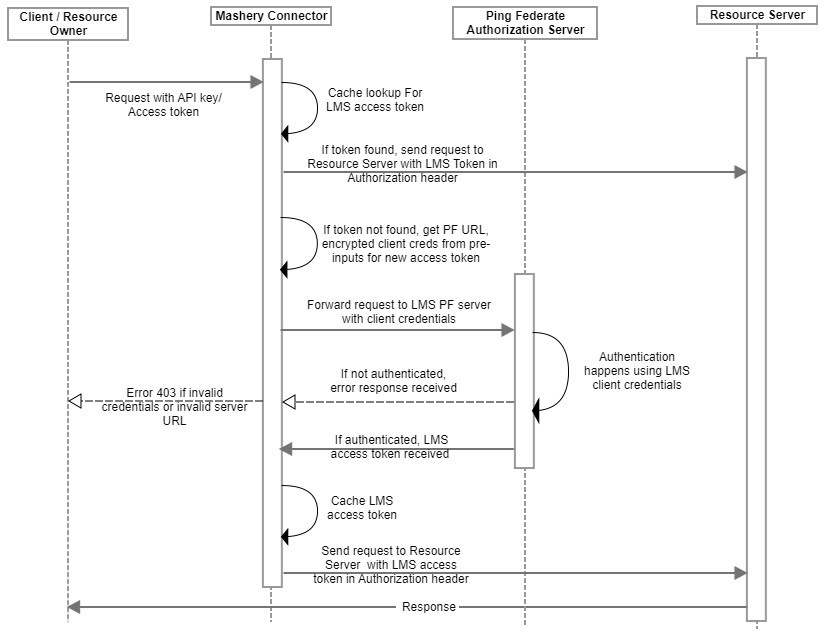 Client / Resource
Owner
Mashery Connector
Ping Federate
Authorization Server
Resource Server
Request with API key/
Access token
Cache lookup For
LMS access token
If token found, send request to
Resource Server with LMS Token in
Authorization header
If token not found, get PF URL,
encrypted client creds from pre-
inputs for new access token
Forward request to LMS PF server
with client credentials
Authentication
happens using LMS
client credentials
If not authenticated,
error response received
Error 403 if invalid
credentials or invalid server
URL
If authenticated, LMS
access token received
Cache LMS
access token
Send request to Resource
Server  with LMS access
token in Authorization header
Response